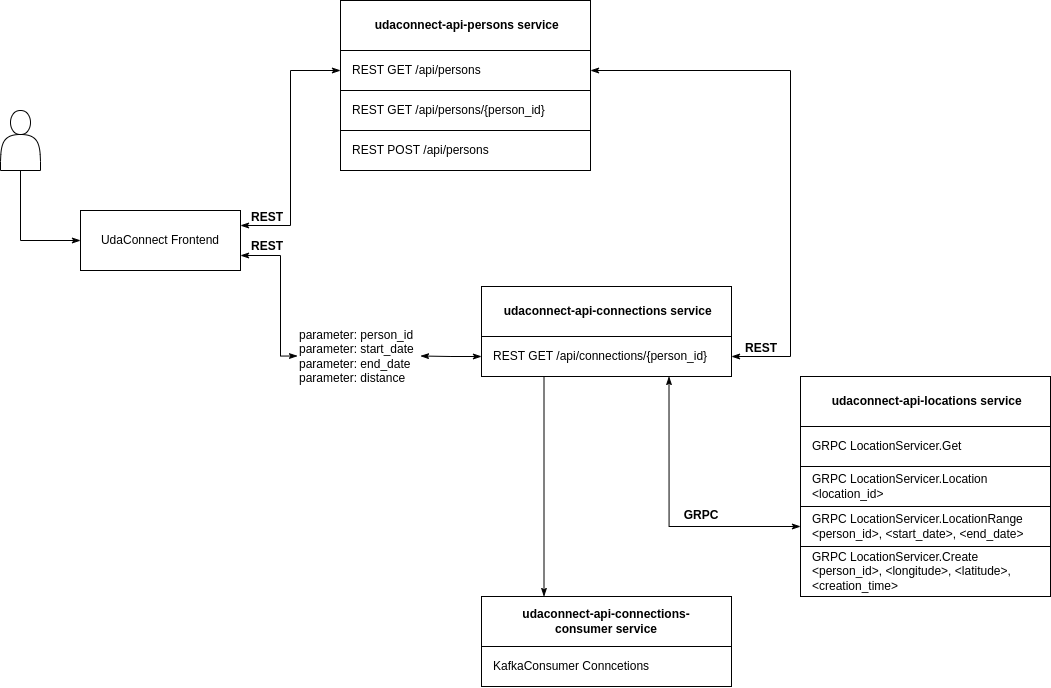 udaconnect-api-persons service
REST GET /api/persons
REST GET /api/persons/{person_id}
REST POST /api/persons
REST
UdaConnect Frontend
REST
udaconnect-api-connections service
parameter: person_id
parameter: start_date
parameter: end_date
parameter: distance
REST GET /api/connections/{person_id}
REST
udaconnect-api-locations service
GRPC LocationServicer.Get
GRPC LocationServicer.Location
<location_id>
GRPC
GRPC LocationServicer.LocationRange
<person_id>, <start_date>, <end_date>
GRPC LocationServicer.Create
<person_id>, <longitude>, <latitude>,
<creation_time>
udaconnect-api-connections-
consumer service
KafkaConsumer Conncetions